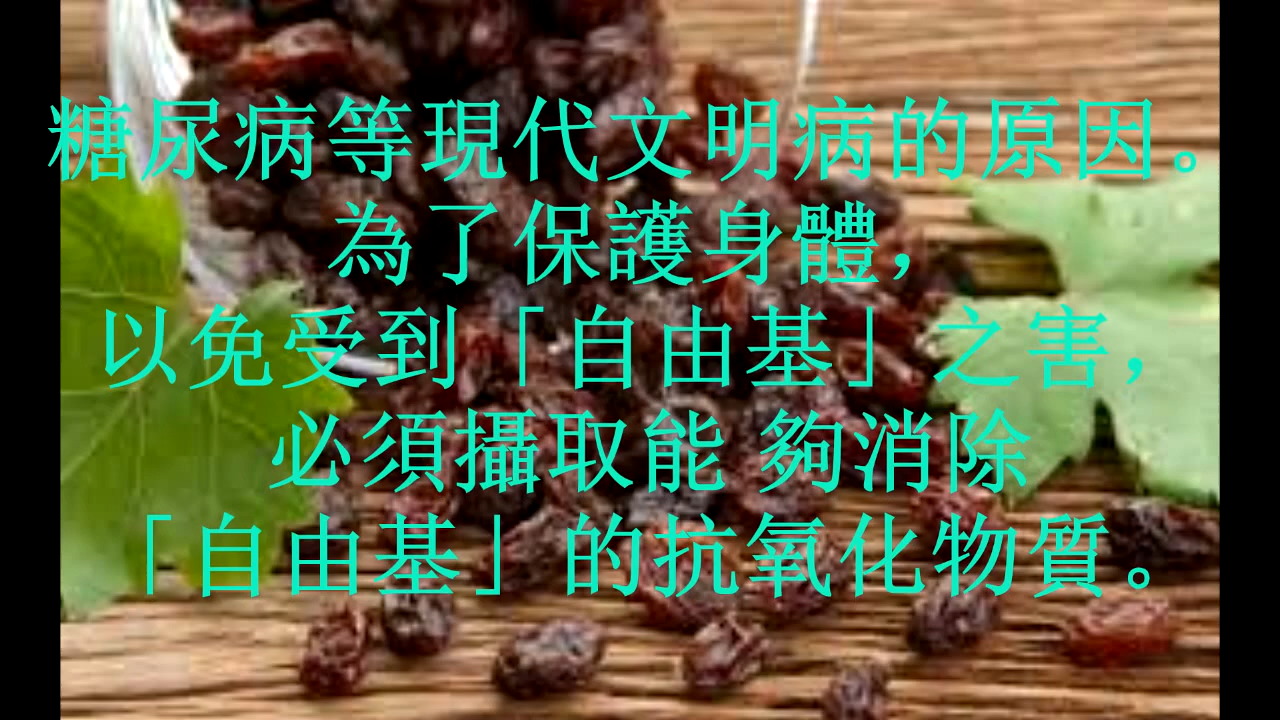 糖尿病等現代文明病的原因。
為了保護身體，
以免受到「自由基」之害，
必須攝取能 夠消除
「自由基」的抗氧化物質。